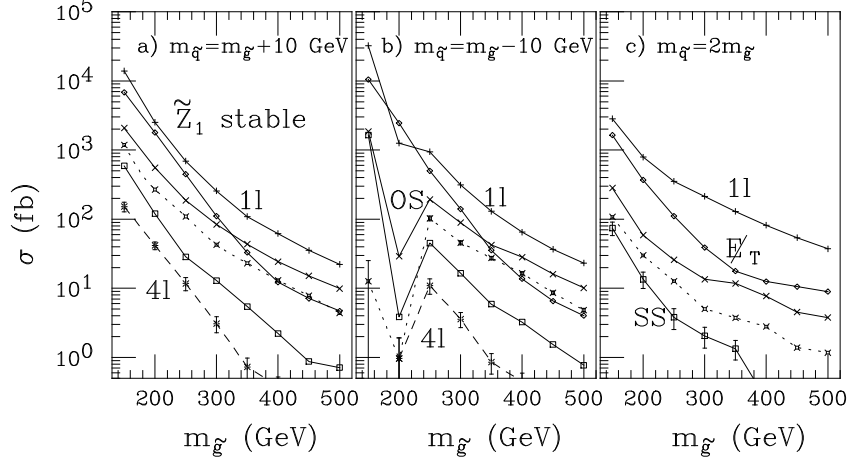 a) m_q̃=m_g̃+10 GeV
b) m_q̃=m_g̃−10 GeV
c) m_q̃=2m_g̃
10^5
10^4
10^3
10^2
10^1
10^0
σ (fb)
Z̃_1 stable
1l
4l
OS
1l
4l
1l
E̸_T
SS
200 300 400 500
200 300 400 500
200 300 400 500
m_g̃ (GeV)
m_g̃ (GeV)
m_g̃ (GeV)